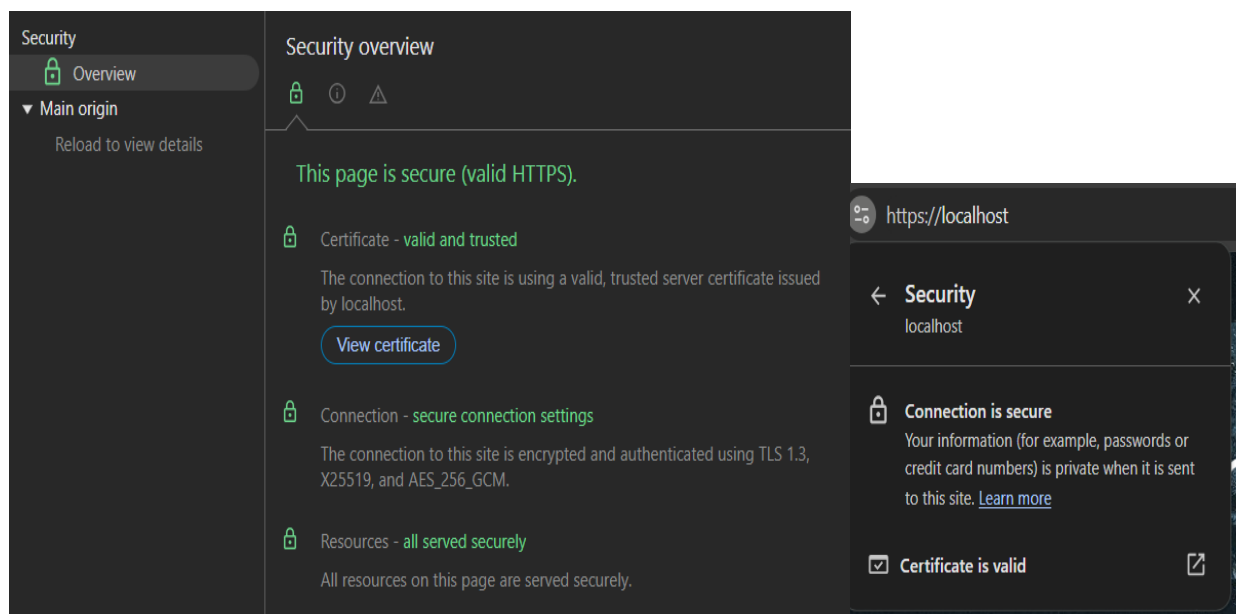 Security
Overview
Main origin
Reload to view details
Security overview
This page is secure (valid HTTPS).
Certificate - valid and trusted
The connection to this site is using a valid, trusted server certificate issued
by localhost.
View certificate
Connection - secure connection settings
The connection to this site is encrypted and authenticated using TLS 1.3,
X25519, and AES_256_GCM.
Resources - all served securely
All resources on this page are served securely.
https://localhost
Security
localhost
Connection is secure
Your information (for example, passwords or
credit card numbers) is private when it is sent
to this site. Learn more
Certificate is valid